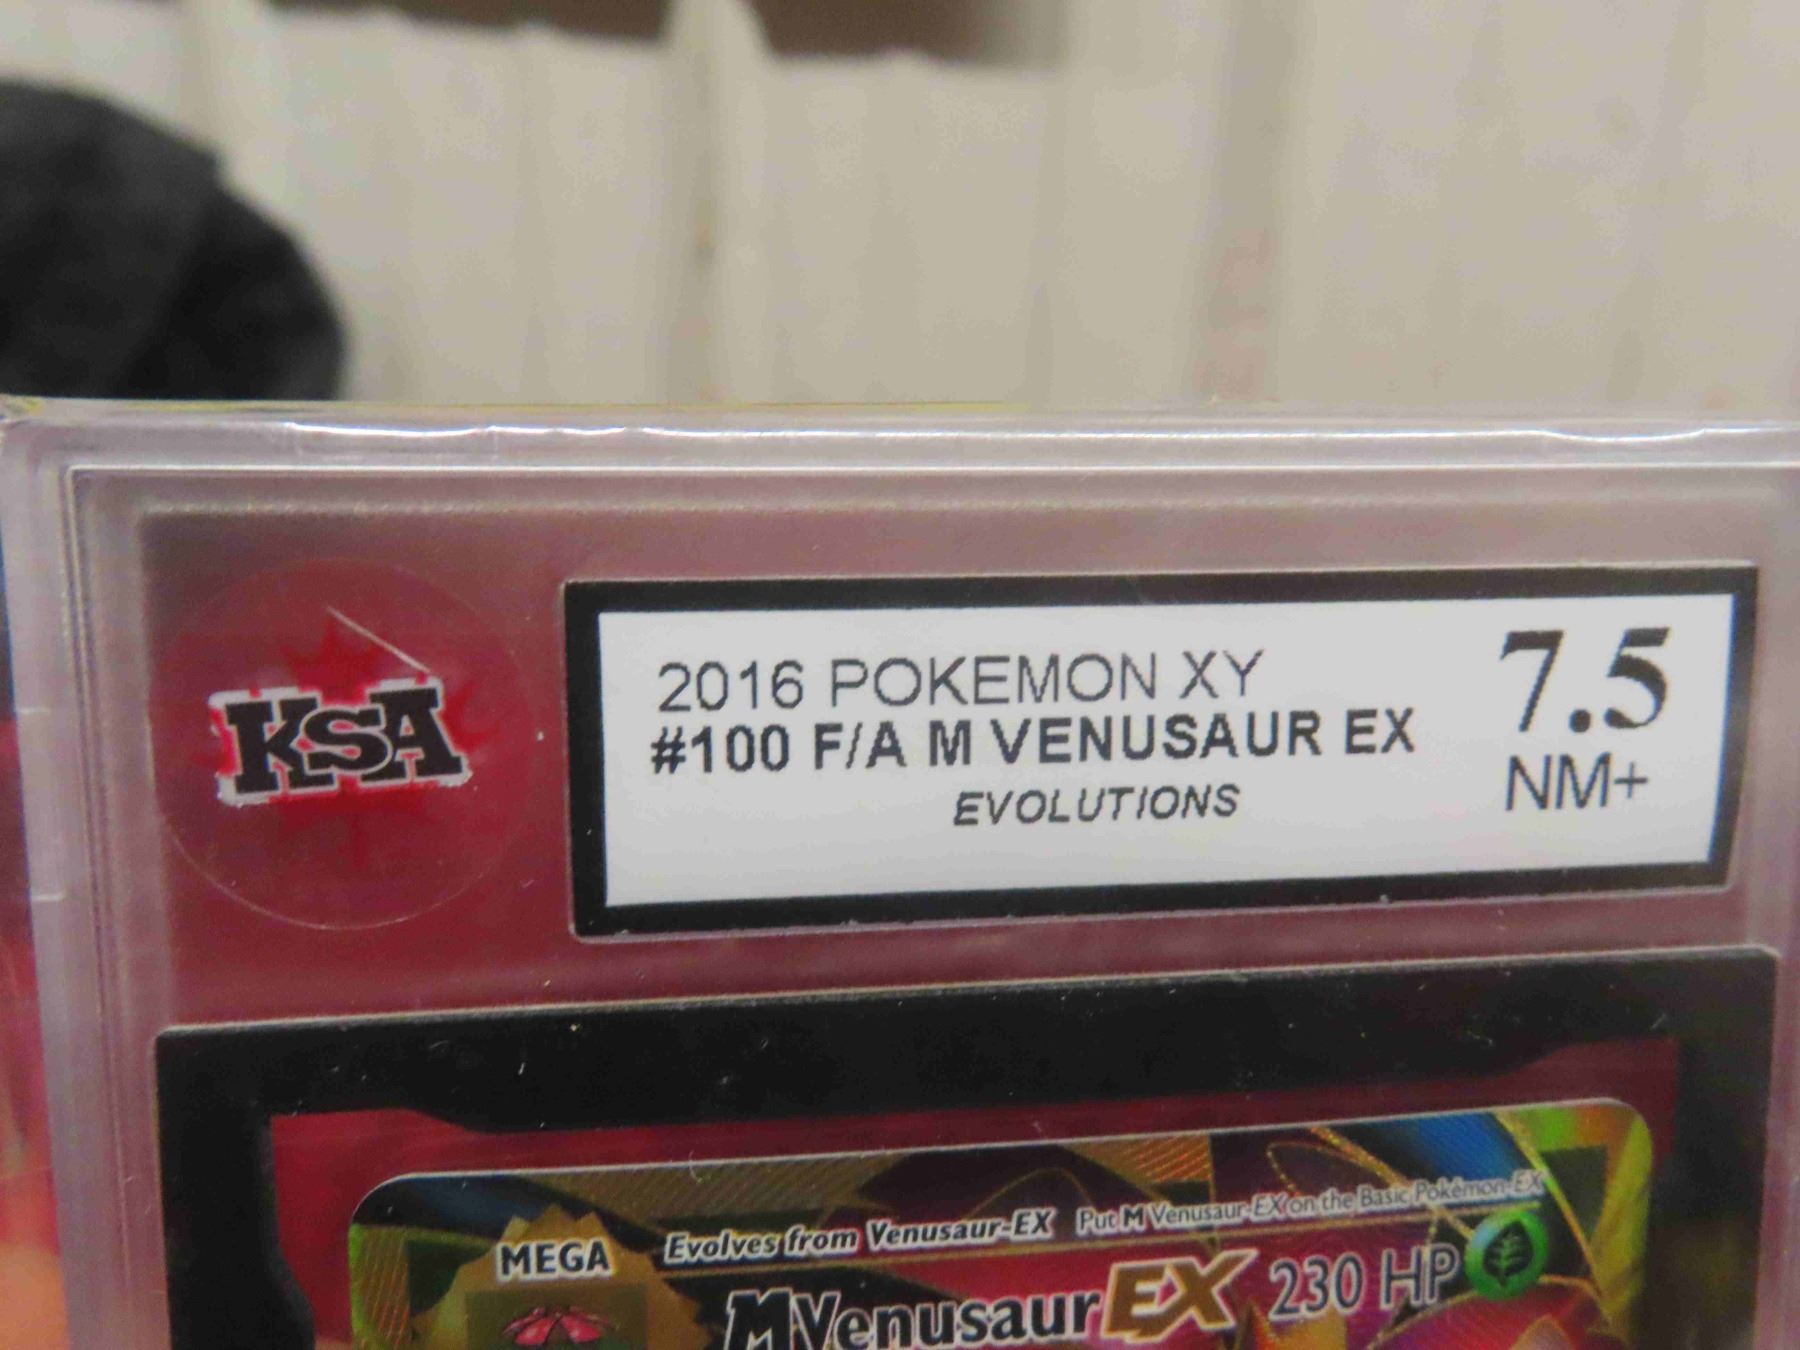 KSA
2016 POKEMON XY
#100 F/A M VENUSAUR EX
EVOLUTIONS
7.5
NM+
MEGA
Evolves from Venusaur-EX Put M Venusaur-EX on the Basic Pokémon-EX
MVenusaur EX 230 HP